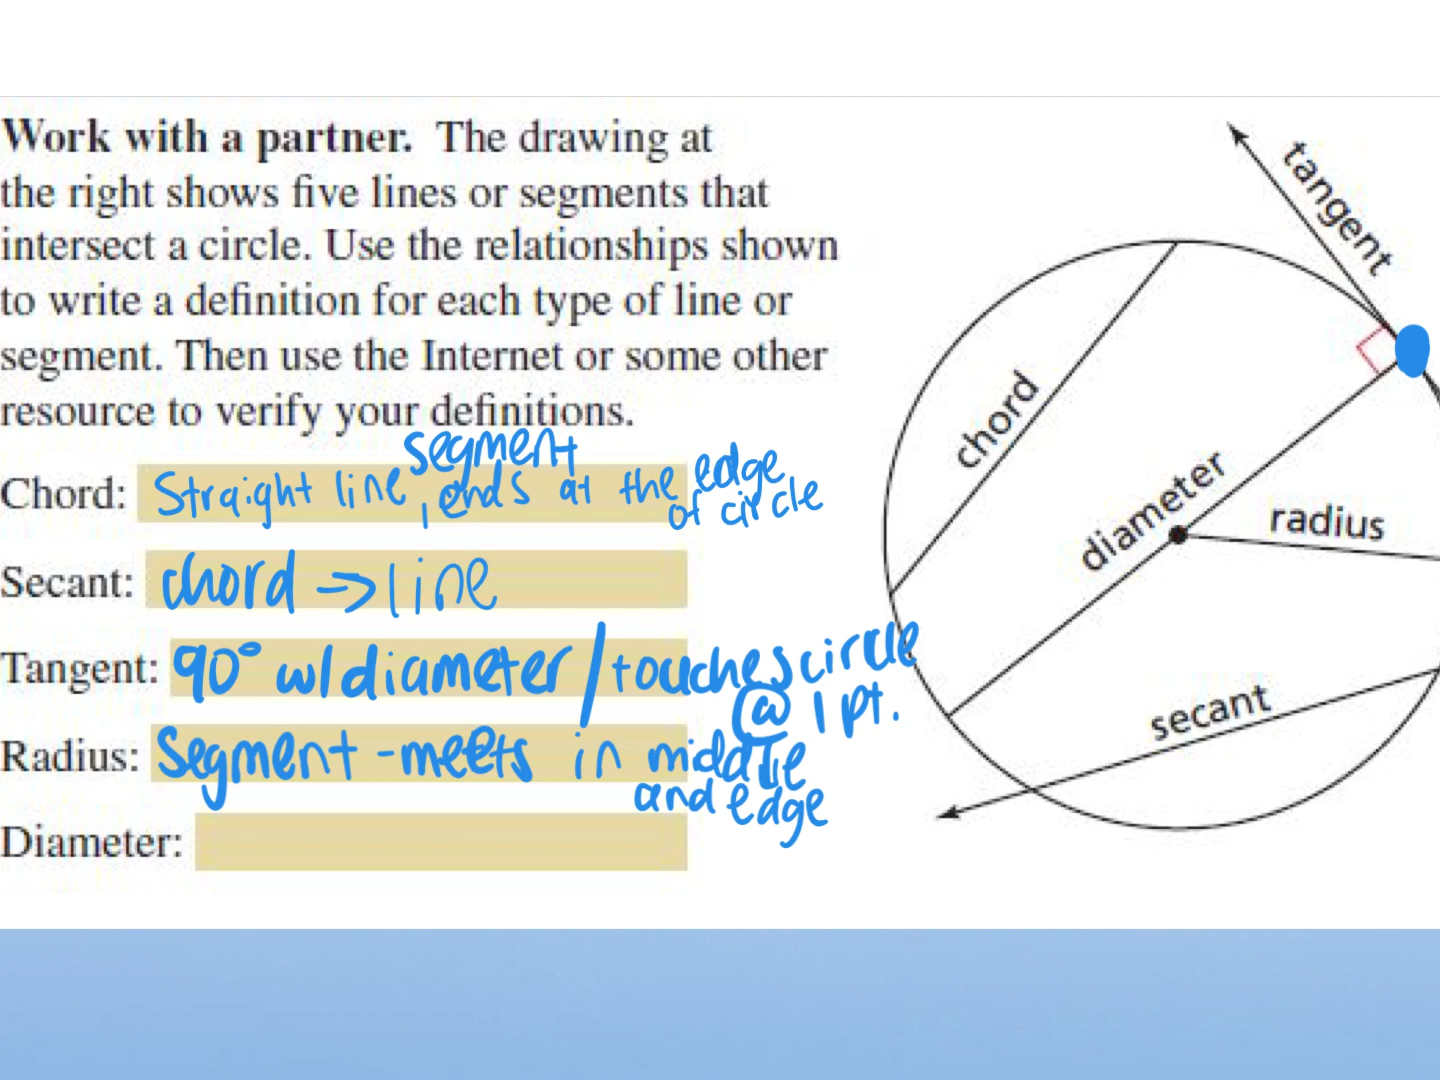 Work with a partner. The drawing at
the right shows five lines or segments that
intersect a circle. Use the relationships shown
to write a definition for each type of line or
segment. Then use the Internet or some other
resource to verify your definitions.
segment
Chord: Straight line, ends at the edge
of circle
Secant: chord → line
Tangent: 90° w/diameter / touches circle
@ 1 pt.
Radius: Segment - meets in middle
and edge
Diameter:
tangent
chord
diameter
radius
secant